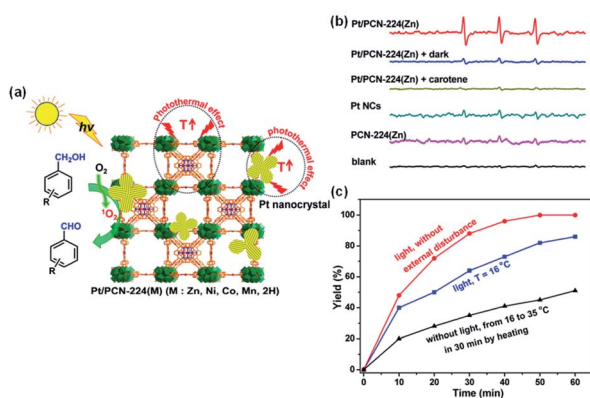 (a)
hv
Photothermal effect
T↑
photothermal effect
T↑
CH₂OH
R
O₂
¹O₂
CHO
R
Pt nanocrystal
Pt/PCN-224(M) (M : Zn, Ni, Co, Mn, 2H)
(b)
Pt/PCN-224(Zn)
Pt/PCN-224(Zn) + dark
Pt/PCN-224(Zn) + carotene
Pt NCs
PCN-224(Zn)
blank
(c)
Yield (%)
100
80
60
40
20
0
light, without
external disturbance
light, T = 16 °C
without light, from 16 to 35 °C
in 30 min by heating
0 10 20 30 40 50 60
Time (min)